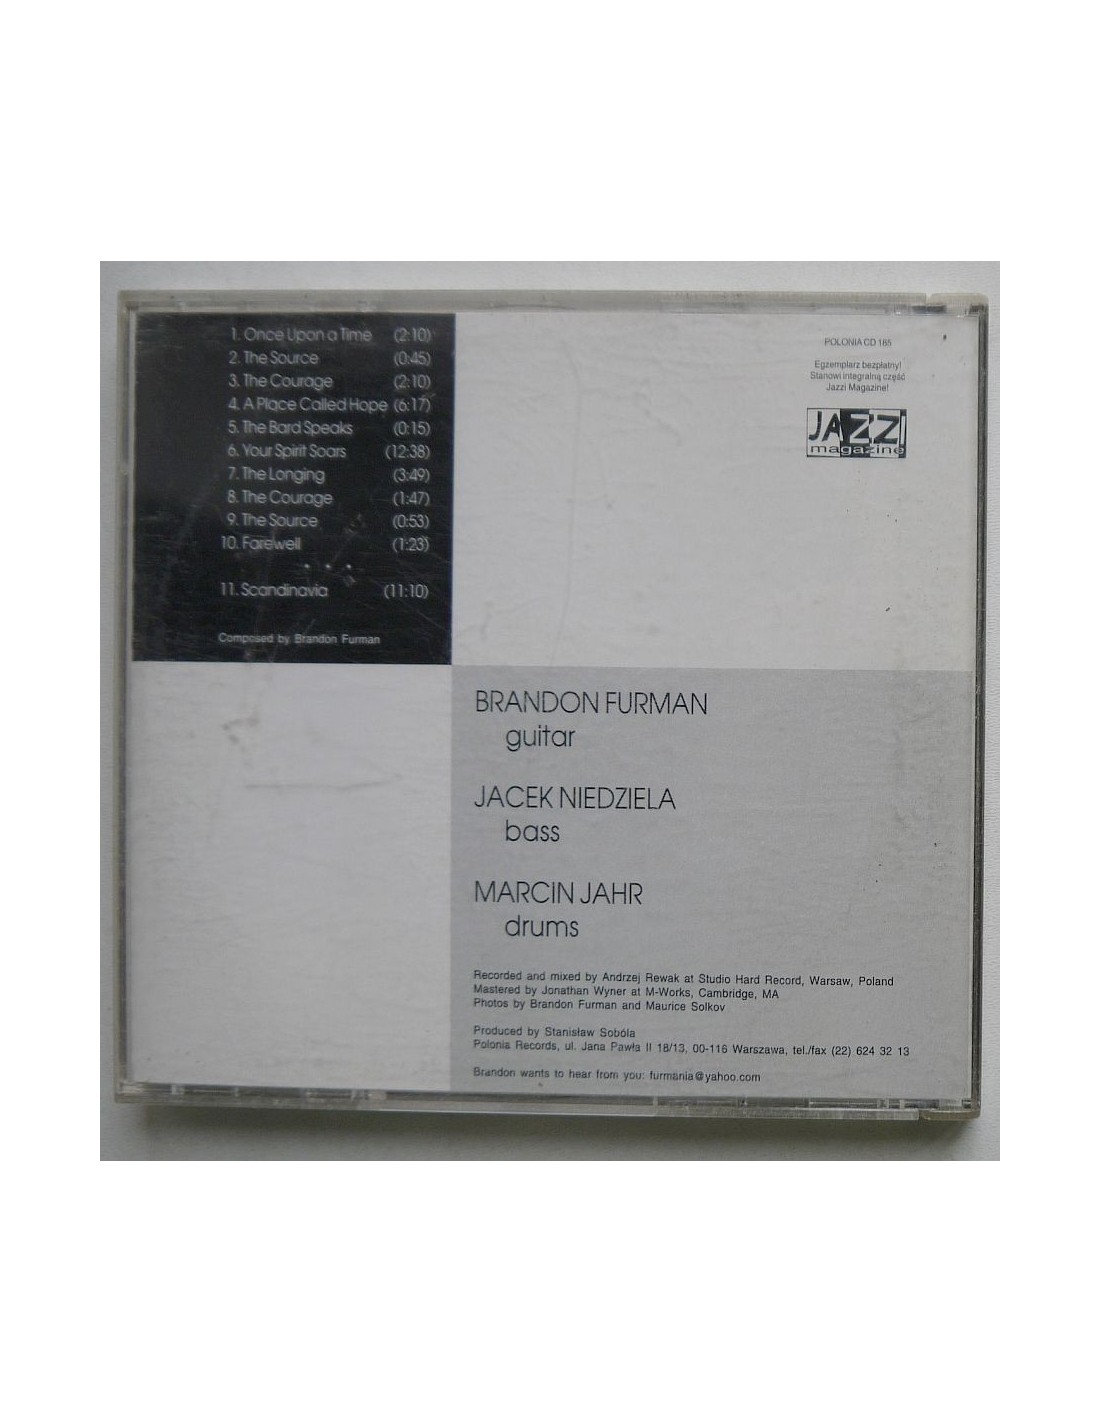 1. Once Upon a Time (2:10)
2. The Source (0:45)
3. The Courage (2:10)
4. A Place Called Hope (6:17)
5. The Bard Speaks (0:15)
6. Your Spirit Soars (12:38)
7. The Longing (3:49)
8. The Courage (1:47)
9. The Source (0:53)
10. Farewell (1:23)
• • •
11. Scandinavia (11:10)
Composed by Brandon Furman
POLONIA CD 165
Egzemplarz bezpłatny!
Stanowi integralną część
Jazzi Magazine!
JAZZI
magazine
BRANDON FURMAN
guitar
JACEK NIEDZIELA
bass
MARCIN JAHR
drums
Recorded and mixed by Andrzej Rewak at Studio Hard Record, Warsaw, Poland
Mastered by Jonathan Wyner at M-Works, Cambridge, MA
Photos by Brandon Furman and Maurice Solkov
Produced by Stanisław Sobóla
Polonia Records, ul. Jana Pawła II 18/13, 00-116 Warszawa, tel./fax (22) 624 32 13
Brandon wants to hear from you: furmania@yahoo.com